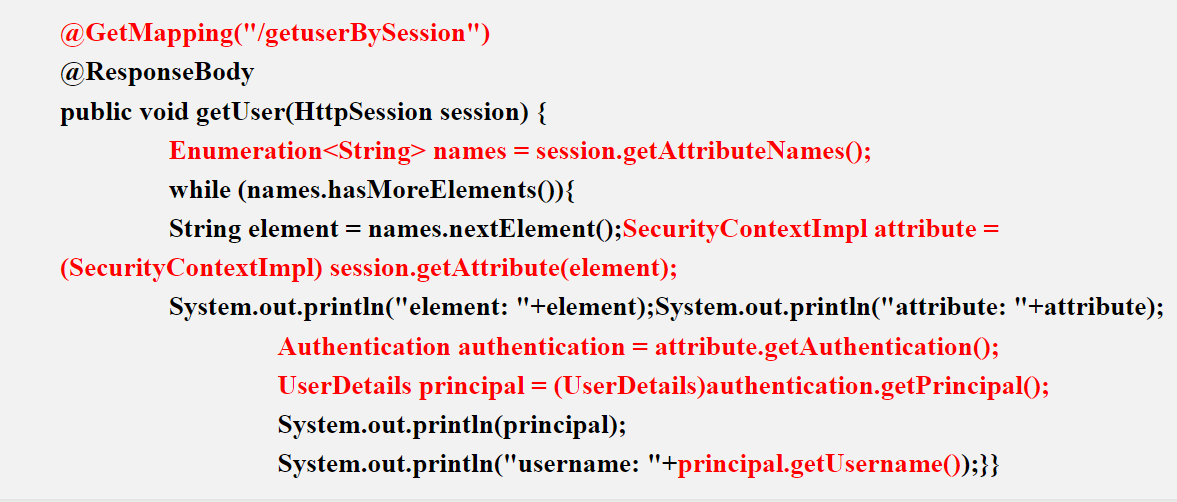 @GetMapping("/getuserBySession")
@ResponseBody
public void getUser(HttpSession session) {
Enumeration<String> names = session.getAttributeNames();
while (names.hasMoreElements()){
String element = names.nextElement();SecurityContextImpl attribute =
(SecurityContextImpl) session.getAttribute(element);
System.out.println("element: "+element);System.out.println("attribute: "+attribute);
Authentication authentication = attribute.getAuthentication();
UserDetails principal = (UserDetails)authentication.getPrincipal();
System.out.println(principal);
System.out.println("username: "+principal.getUsername());}}